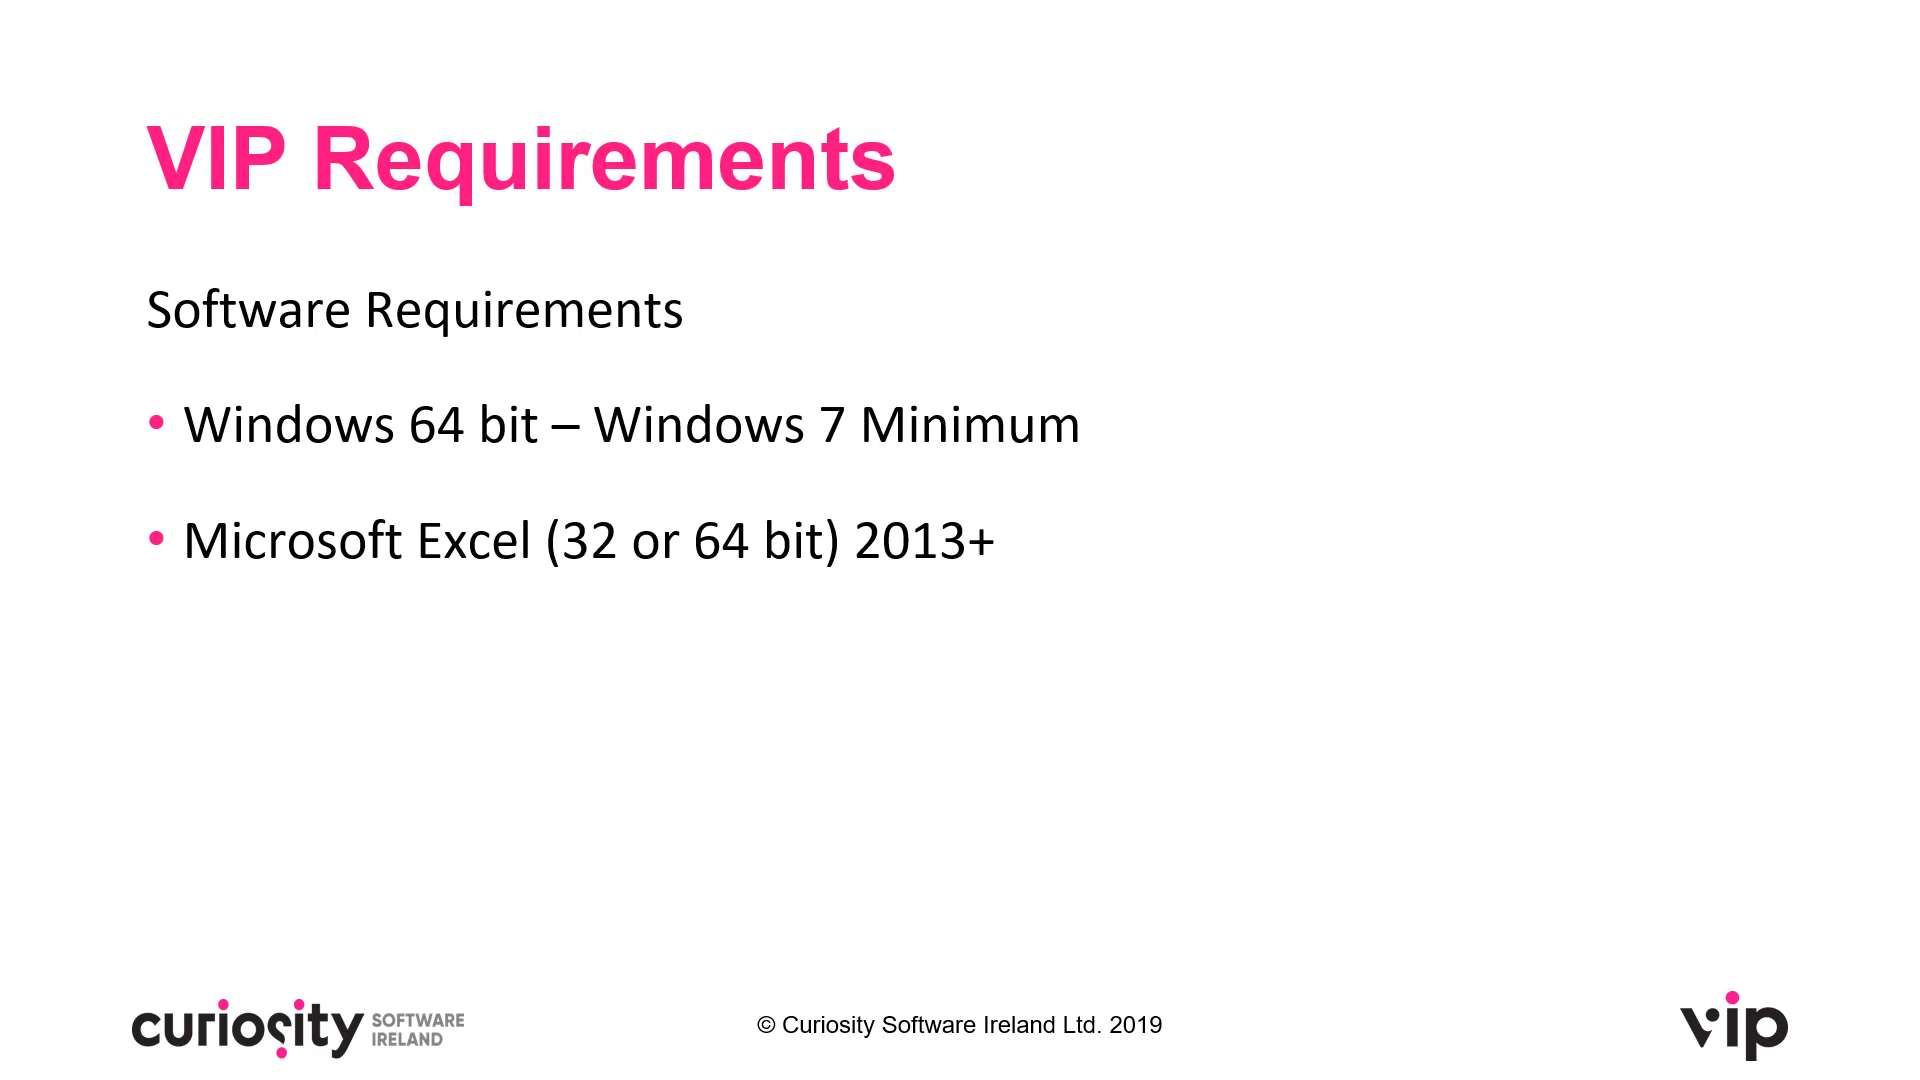 VIP Requirements
Software Requirements
• Windows 64 bit – Windows 7 Minimum
• Microsoft Excel (32 or 64 bit) 2013+
curiosity SOFTWARE IRELAND
© Curiosity Software Ireland Ltd. 2019
vip